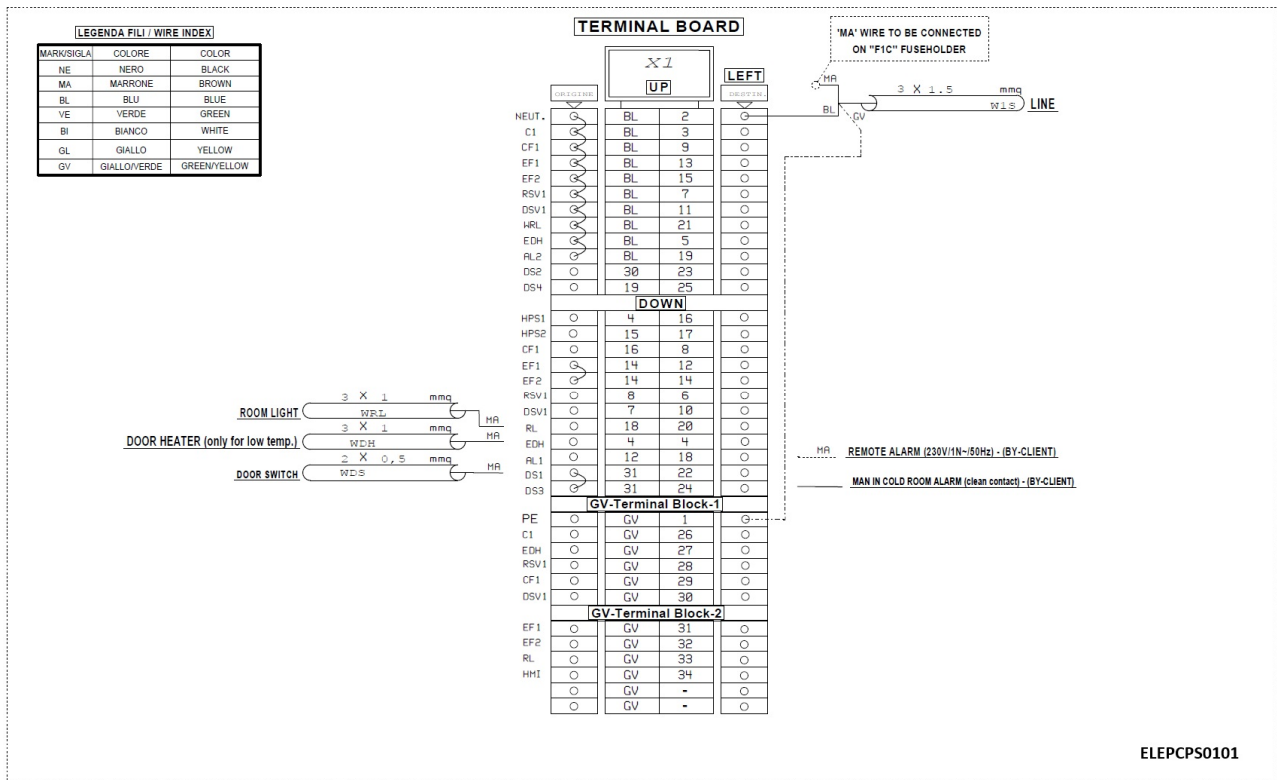 TERMINAL BOARD
LEGENDA FILI / WIRE INDEX
MARK/SIGLA COLORE COLOR
NE NERO BLACK
MA MARRONE BROWN
BL BLU BLUE
VE VERDE GREEN
BI BIANCO WHITE
GL GIALLO YELLOW
GV GIALLO/VERDE GREEN/YELLOW
'MA' WIRE TO BE CONNECTED
ON "F1C" FUSEHOLDER
X1
UP
LEFT
ORIGINE
DESTIN.
MA
BL
GV
3 X 1.5 mmq
W1S
LINE
NEUT. BL 2
C1 BL 3
CF1 BL 9
EF1 BL 13
EF2 BL 15
RSV1 BL 7
DSV1 BL 11
WRL BL 21
EDH BL 5
AL2 BL 19
DS2 30 23
DS4 19 25
DOWN
HPS1 4 16
HPS2 15 17
CF1 16 8
EF1 14 12
EF2 14 14
RSV1 8 6
DSV1 7 10
RL 18 20
EDH 4 4
AL1 12 18
DS1 31 22
DS3 31 24
GV-Terminal Block-1
PE GV 1
C1 GV 26
EDH GV 27
RSV1 GV 28
CF1 GV 29
DSV1 GV 30
GV-Terminal Block-2
EF1 GV 31
EF2 GV 32
RL GV 33
HMI GV 34
GV -
GV -
3 X 1 mmq
ROOM LIGHT WRL MA
3 X 1 mmq
DOOR HEATER (only for low temp.) WDH MA
2 X 0,5 mmq
DOOR SWITCH WDS MA
MA REMOTE ALARM (230V/1N~/50Hz) - (BY-CLIENT)
MAN IN COLD ROOM ALARM (clean contact) - (BY-CLIENT)
ELEPCPS0101